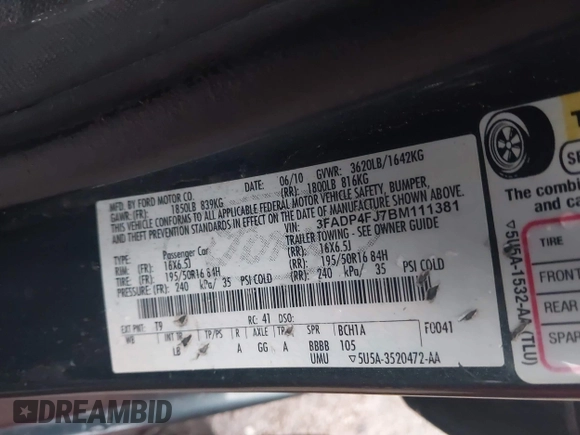 MFD. BY FORD MOTOR CO.
DATE: 06/10 GVWR: 3620LB/1642KG
GAWR: (FR): 1850LB 839KG (RR): 1800LB 816KG
THIS VEHICLE CONFORMS TO ALL APPLICABLE FEDERAL MOTOR VEHICLE SAFETY, BUMPER,
AND THEFT PREVENTION STANDARDS IN EFFECT ON THE DATE OF MANUFACTURE SHOWN ABOVE
VIN: 3FADP4FJ7BM111381
TYPE: Passenger Car TRAILER TOWING - SEE OWNER GUIDE
RIM: (FR): 16X6.5J (RR): 16X6.5J
TIRE: (FR): 195/50R16 84H (RR): 195/50R16 84H
PRESSURE: (FR): 240 kPa/ 35 PSI COLD (RR): 240 kPa/ 35 PSI COLD
RC: 41 DSO:
EXT PNT: T9 F0041
WB INT TR TP/PS R AXLE TR SPR BCH1A
LB A GG A BBBB 105
UMU 5U5A-3520472-AA
The combin
5U5A-1532-AA (TLU)
TIRE
FRONT
REAR
AUTOBIDMASTER
DREAMBID